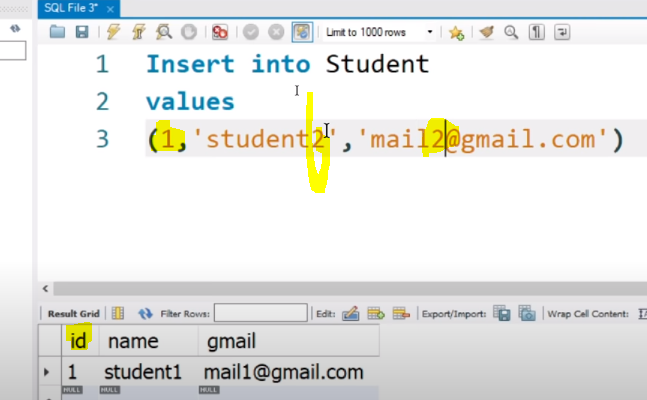 SQL File 3* ×
Limit to 1000 rows
1 Insert into Student
2 values
3 (1,'student2','mail2@gmail.com')
Result Grid Filter Rows: Edit: Export/Import: Wrap Cell Content:
id name gmail
1 student1 mail1@gmail.com
NULL NULL NULL